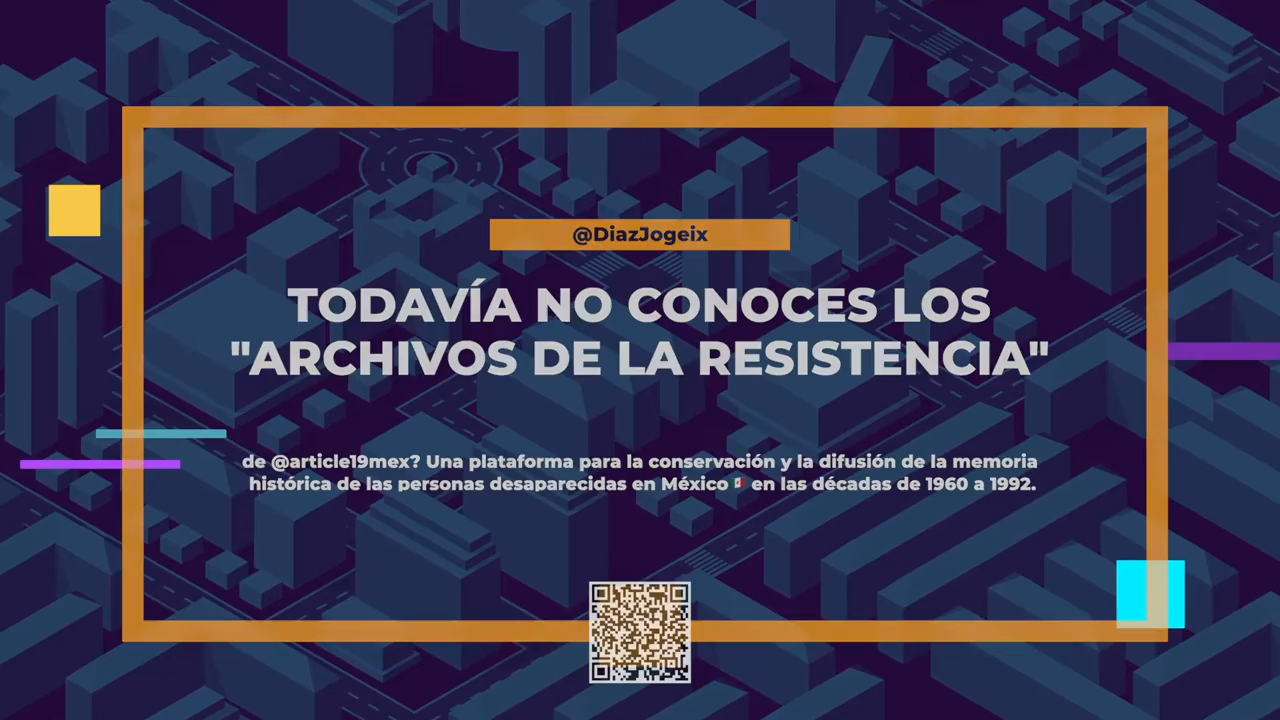 @DiazJogeix
TODAVÍA NO CONOCES LOS
"ARCHIVOS DE LA RESISTENCIA"
de @article19mex? Una plataforma para la conservación y la difusión de la memoria
histórica de las personas desaparecidas en México 🇲🇽 en las décadas de 1960 a 1992.